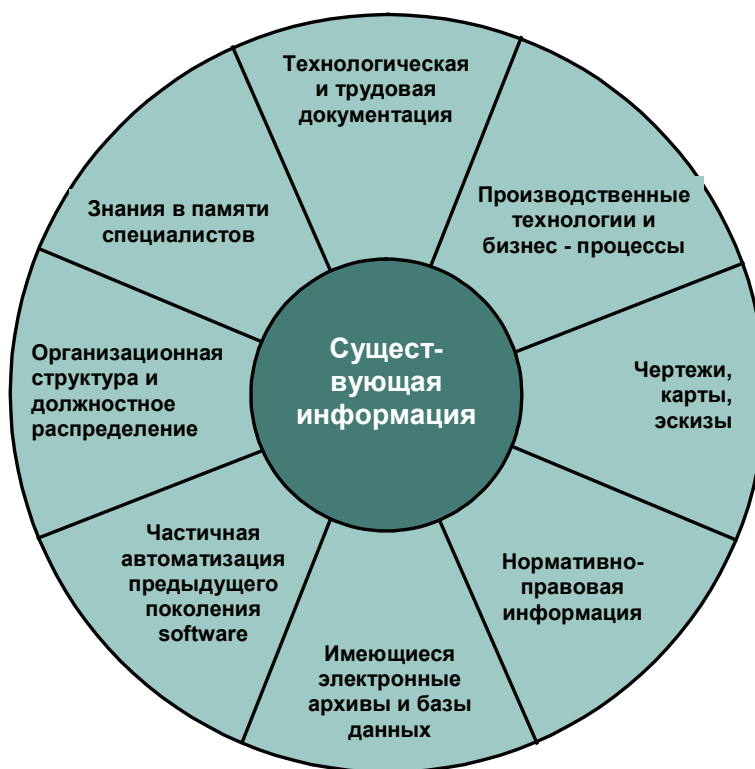 Технологическая
и трудовая
документация
Производственные
технологии и
бизнес - процессы
Чертежи,
карты,
эскизы
Нормативно-
правовая
информация
Имеющиеся
электронные
архивы и базы
данных
Частичная
автоматизация
предыдущего
поколения
software
Организационная
структура и
должностное
распределение
Знания в памяти
специалистов
Сущест-
вующая
информация